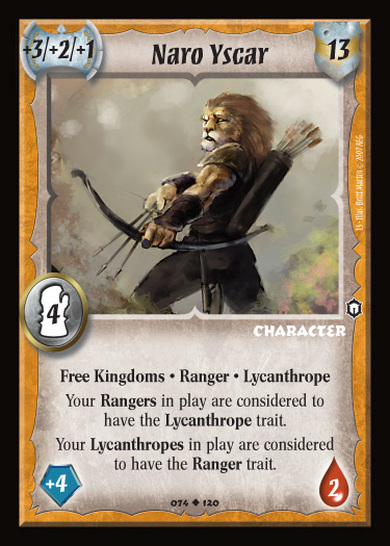 +3/+2/+1
Naro Yscar
13
4
CHARACTER
Free Kingdoms • Ranger • Lycanthrope
Your Rangers in play are considered to
have the Lycanthrope trait.
Your Lycanthropes in play are considered
to have the Ranger trait.
+4
074 ◆ 120
2